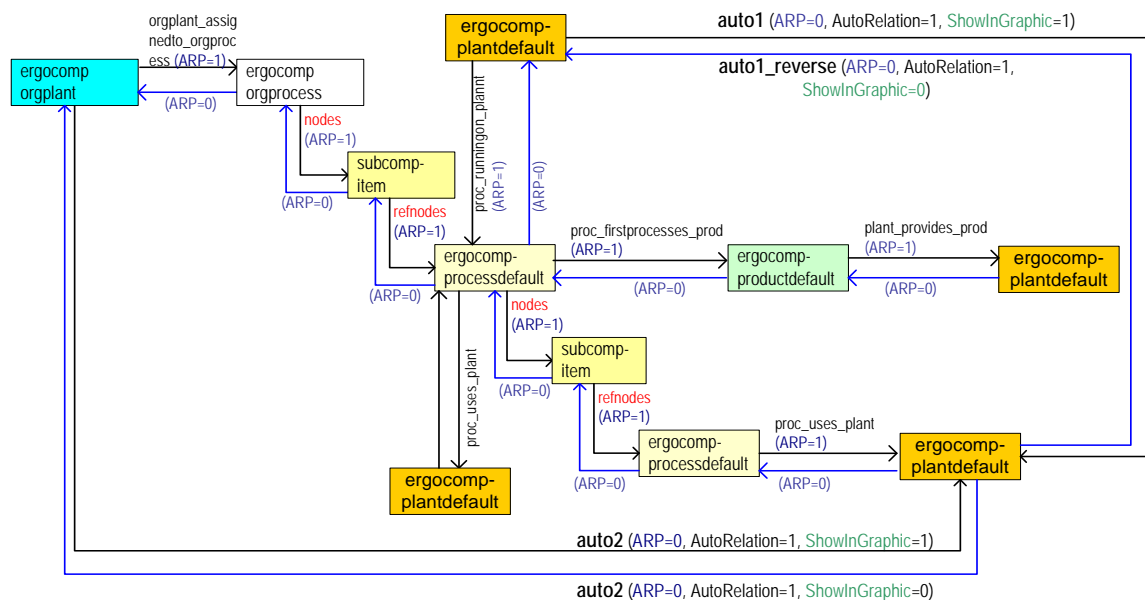 orgplant_assig
nedto_orgproc
ess (ARP=1)
ergocomp-
plantdefault
auto1 (ARP=0, AutoRelation=1, ShowInGraphic=1)
auto1_reverse (ARP=0, AutoRelation=1,
ShowInGraphic=0)
ergocomp
orgplant
ergocomp
orgprocess
(ARP=0)
nodes
(ARP=1)
proc_runningon_plannt
(ARP=1)
(ARP=0)
subcomp-
item
(ARP=0)
refnodes
(ARP=1)
proc_firstprocesses_prod
(ARP=1)
plant_provides_prod
(ARP=1)
ergocomp-
processdefault
ergocomp-
productdefault
ergocomp-
plantdefault
(ARP=0)
(ARP=0)
(ARP=0)
nodes
(ARP=1)
subcomp-
item
(ARP=0)
proc_uses_plant
refnodes
(ARP=1)
proc_uses_plant
(ARP=1)
ergocomp-
processdefault
ergocomp-
plantdefault
ergocomp-
plantdefault
(ARP=0)
(ARP=0)
auto2 (ARP=0, AutoRelation=1, ShowInGraphic=1)
auto2 (ARP=0, AutoRelation=1, ShowInGraphic=0)